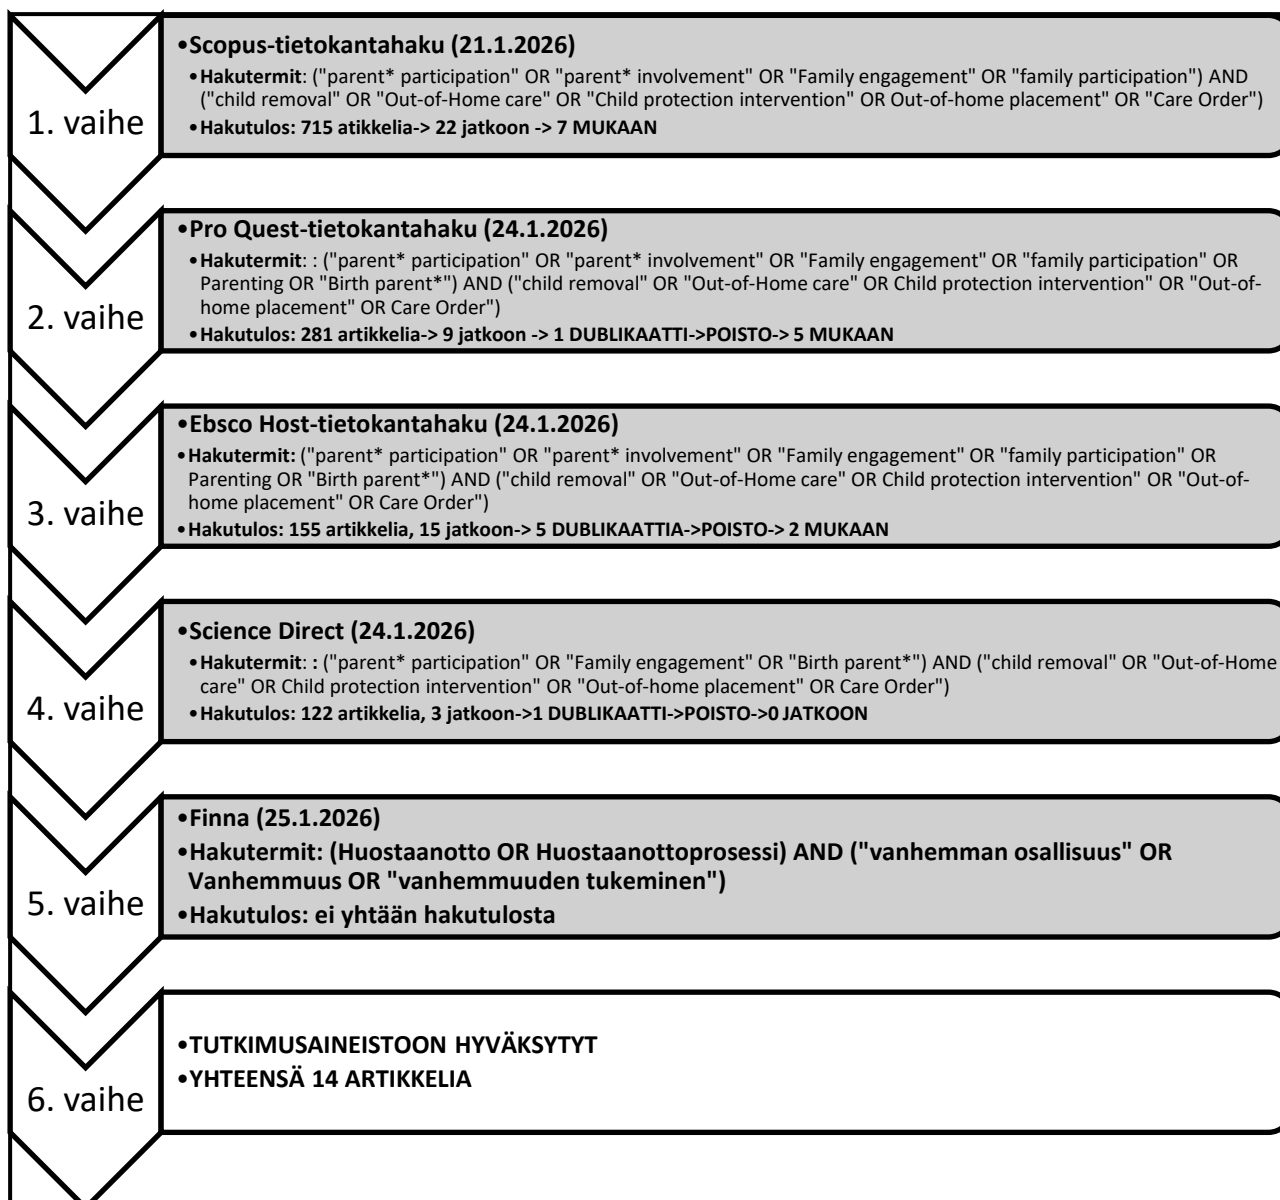 1. vaihe
•Scopus-tietokantahaku (21.1.2026)
•Hakutermit: ("parent* participation" OR "parent* involvement" OR "Family engagement" OR "family participation") AND
("child removal" OR "Out-of-Home care" OR "Child protection intervention" OR Out-of-home placement" OR "Care Order")
•Hakutulos: 715 atikkelia-> 22 jatkoon -> 7 MUKAAN
2. vaihe
•Pro Quest-tietokantahaku (24.1.2026)
•Hakutermit: : ("parent* participation" OR "parent* involvement" OR "Family engagement" OR "family participation" OR
Parenting OR "Birth parent*") AND ("child removal" OR "Out-of-Home care" OR Child protection intervention" OR "Out-of-
home placement" OR Care Order")
•Hakutulos: 281 artikkelia-> 9 jatkoon -> 1 DUBLIKAATTI->POISTO-> 5 MUKAAN
3. vaihe
•Ebsco Host-tietokantahaku (24.1.2026)
•Hakutermit: ("parent* participation" OR "parent* involvement" OR "Family engagement" OR "family participation" OR
Parenting OR "Birth parent*") AND ("child removal" OR "Out-of-Home care" OR Child protection intervention" OR "Out-of-
home placement" OR Care Order")
•Hakutulos: 155 artikkelia, 15 jatkoon-> 5 DUBLIKAATTIA->POISTO-> 2 MUKAAN
4. vaihe
•Science Direct (24.1.2026)
•Hakutermit: : ("parent* participation" OR "Family engagement" OR "Birth parent*") AND ("child removal" OR "Out-of-Home
care" OR Child protection intervention" OR "Out-of-home placement" OR Care Order")
•Hakutulos: 122 artikkelia, 3 jatkoon->1 DUBLIKAATTI->POISTO->0 JATKOON
5. vaihe
•Finna (25.1.2026)
•Hakutermit: (Huostaanotto OR Huostaanottoprosessi) AND ("vanhemman osallisuus" OR
Vanhemmuus OR "vanhemmuuden tukeminen")
•Hakutulos: ei yhtään hakutulosta
6. vaihe
•TUTKIMUSAINEISTOON HYVÄKSYTYT
•YHTEENSÄ 14 ARTIKKELIA